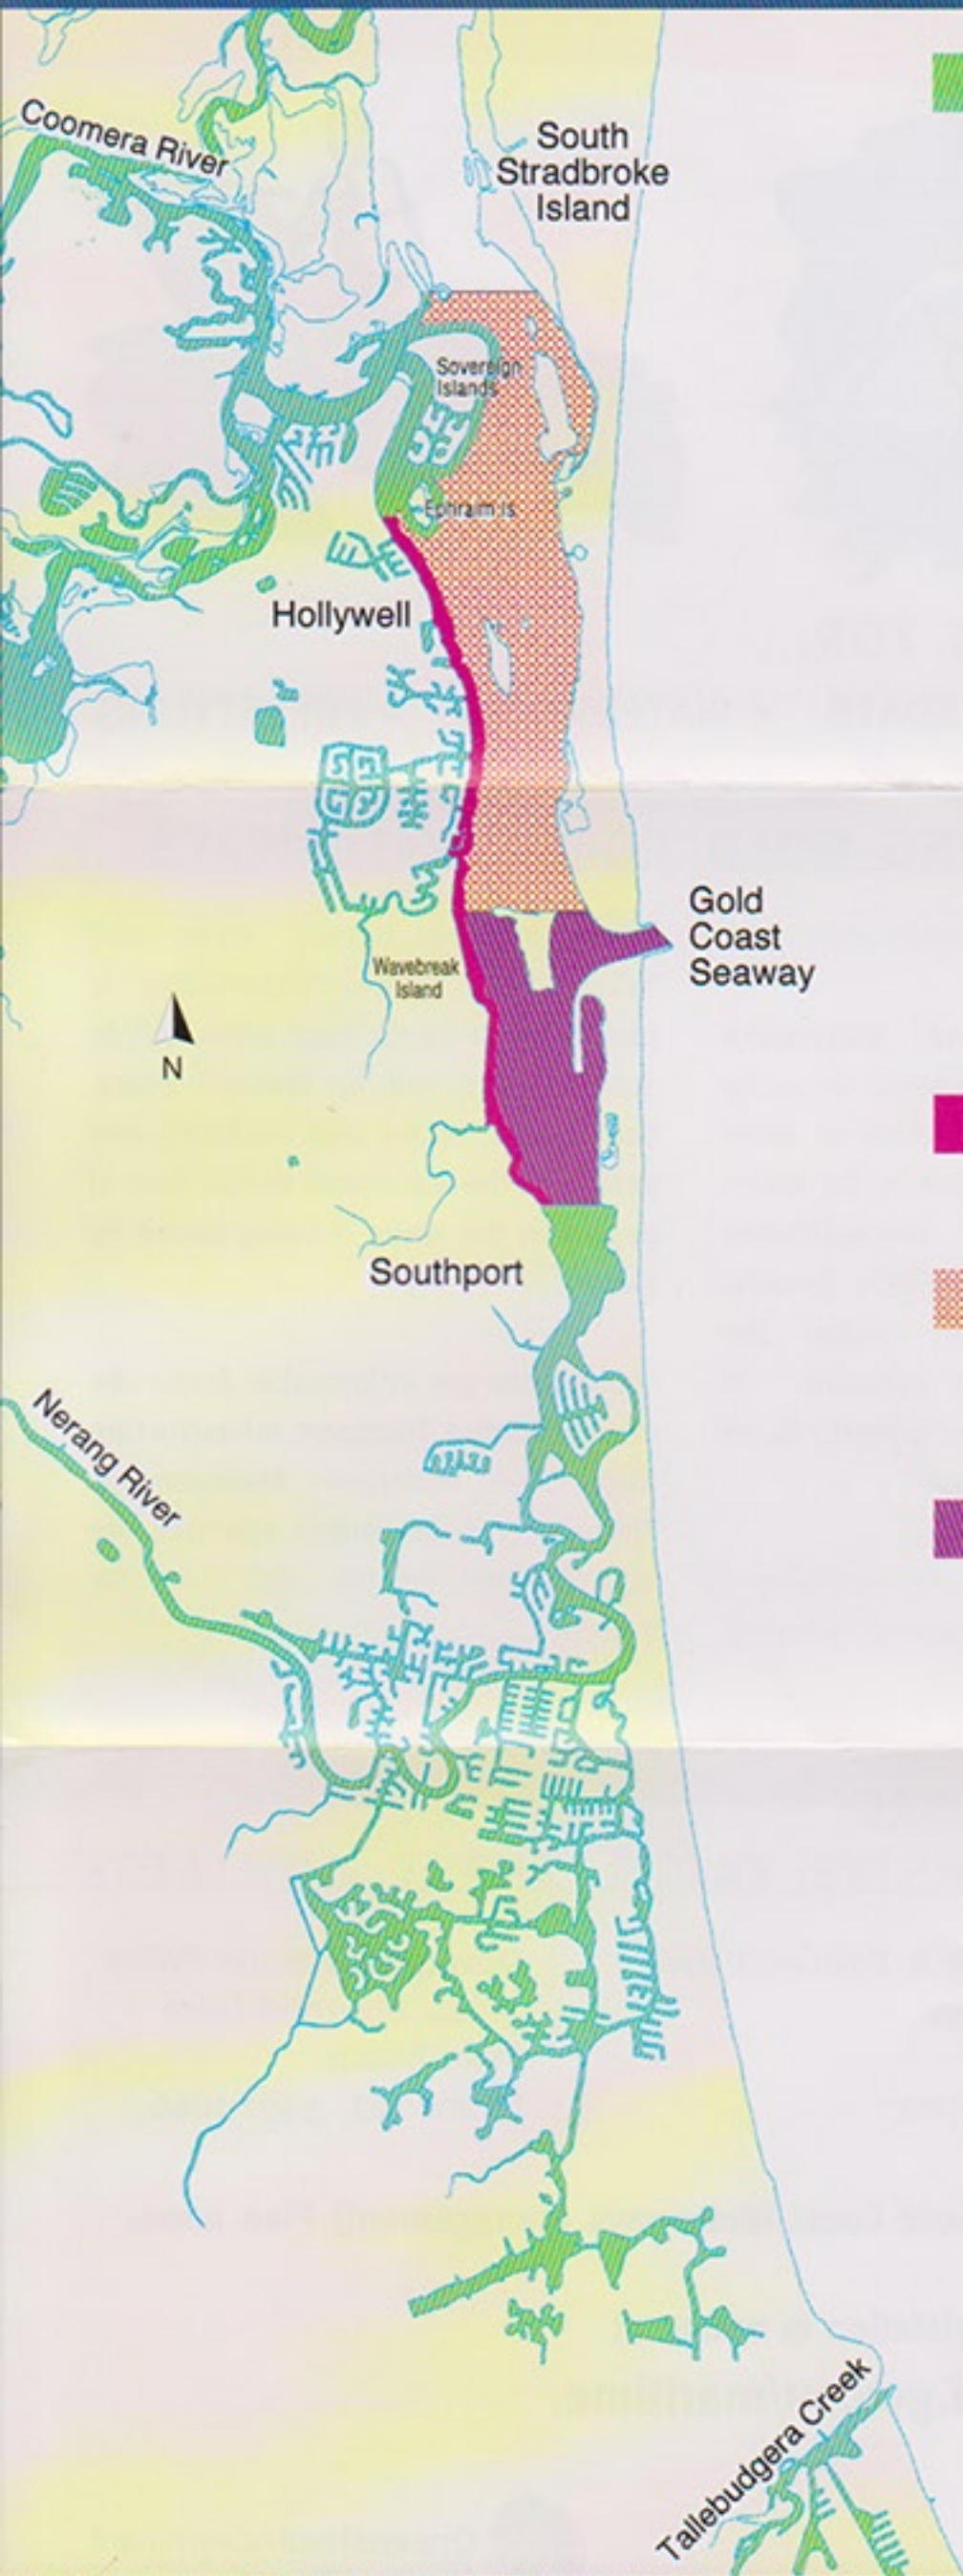 Coomera River
South
Stradbroke
Island
Sovereign
Islands
Ephraim Is.
Hollywell
Gold
Coast
Seaway
Wavebreak
Island
N
Southport
Nerang River
Tallebudgera Creek